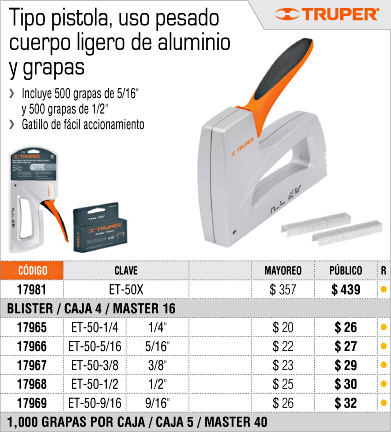 Tipo pistola, uso pesado
cuerpo ligero de aluminio
y grapas
TRUPER®
❯ Incluye 500 grapas de 5/16"
y 500 grapas de 1/2"
❯ Gatillo de fácil accionamiento
TRUPER
TRUPER
CÓDIGO CLAVE MAYOREO PÚBLICO R
17981 ET-50X $ 357 $ 439 ●
BLISTER / CAJA 4 / MASTER 16
17965 ET-50-1/4 1/4" $ 20 $ 26 ●
17966 ET-50-5/16 5/16" $ 22 $ 27 ●
17967 ET-50-3/8 3/8" $ 23 $ 29 ●
17968 ET-50-1/2 1/2" $ 25 $ 30 ●
17969 ET-50-9/16 9/16" $ 26 $ 32 ●
1,000 GRAPAS POR CAJA / CAJA 5 / MASTER 40